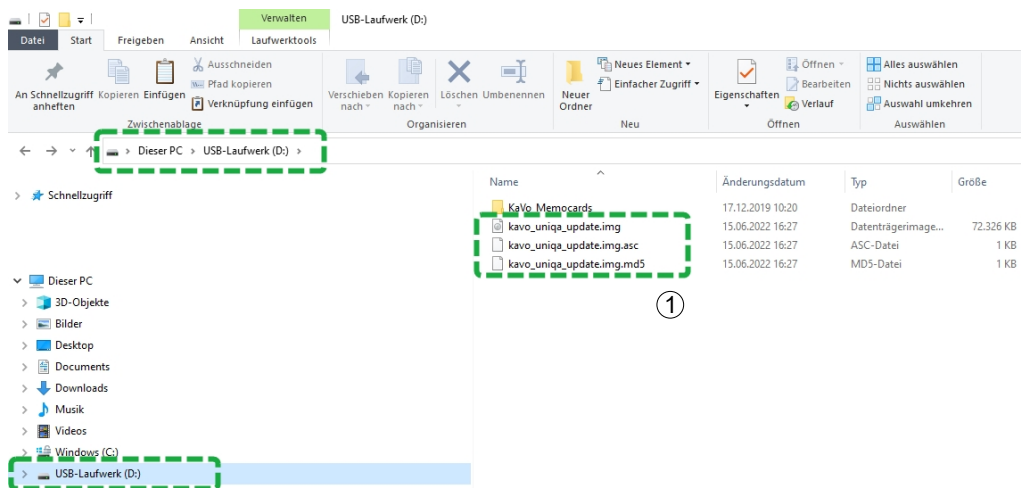 Verwalten USB-Laufwerk (D:)
Datei Start Freigeben Ansicht Laufwerktools
An Schnellzugriff anheften
Kopieren
Einfügen
Ausschneiden
Pfad kopieren
Verknüpfung einfügen
Zwischenablage
Verschieben nach
Kopieren nach
Löschen
Umbenennen
Organisieren
Neuer Ordner
Neues Element
Einfacher Zugriff
Neu
Eigenschaften
Öffnen
Bearbeiten
Verlauf
Öffnen
Alles auswählen
Nichts auswählen
Auswahl umkehren
Auswählen
Dieser PC > USB-Laufwerk (D:) >
Schnellzugriff
Dieser PC
3D-Objekte
Bilder
Desktop
Documents
Downloads
Musik
Videos
Windows (C:)
USB-Laufwerk (D:)
Name Änderungsdatum Typ Größe
KaVo_Memocards 17.12.2019 10:20 Dateiordner
kavo_uniqa_update.img 15.06.2022 16:27 Datenträgerimage... 72.326 KB
kavo_uniqa_update.img.asc 15.06.2022 16:27 ASC-Datei 1 KB
kavo_uniqa_update.img.md5 15.06.2022 16:27 MD5-Datei 1 KB
①